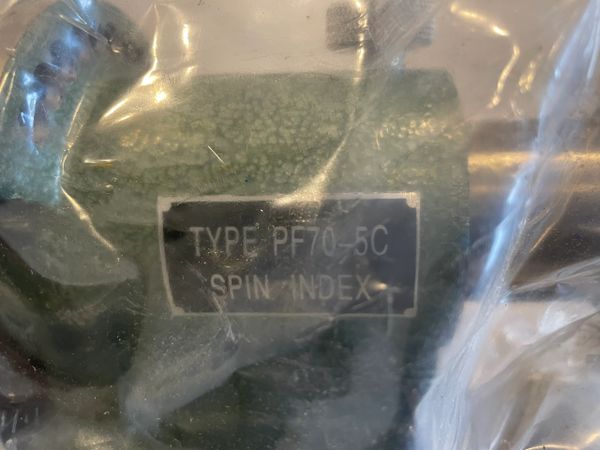 TYPE PF70-5C
SPIN INDEX